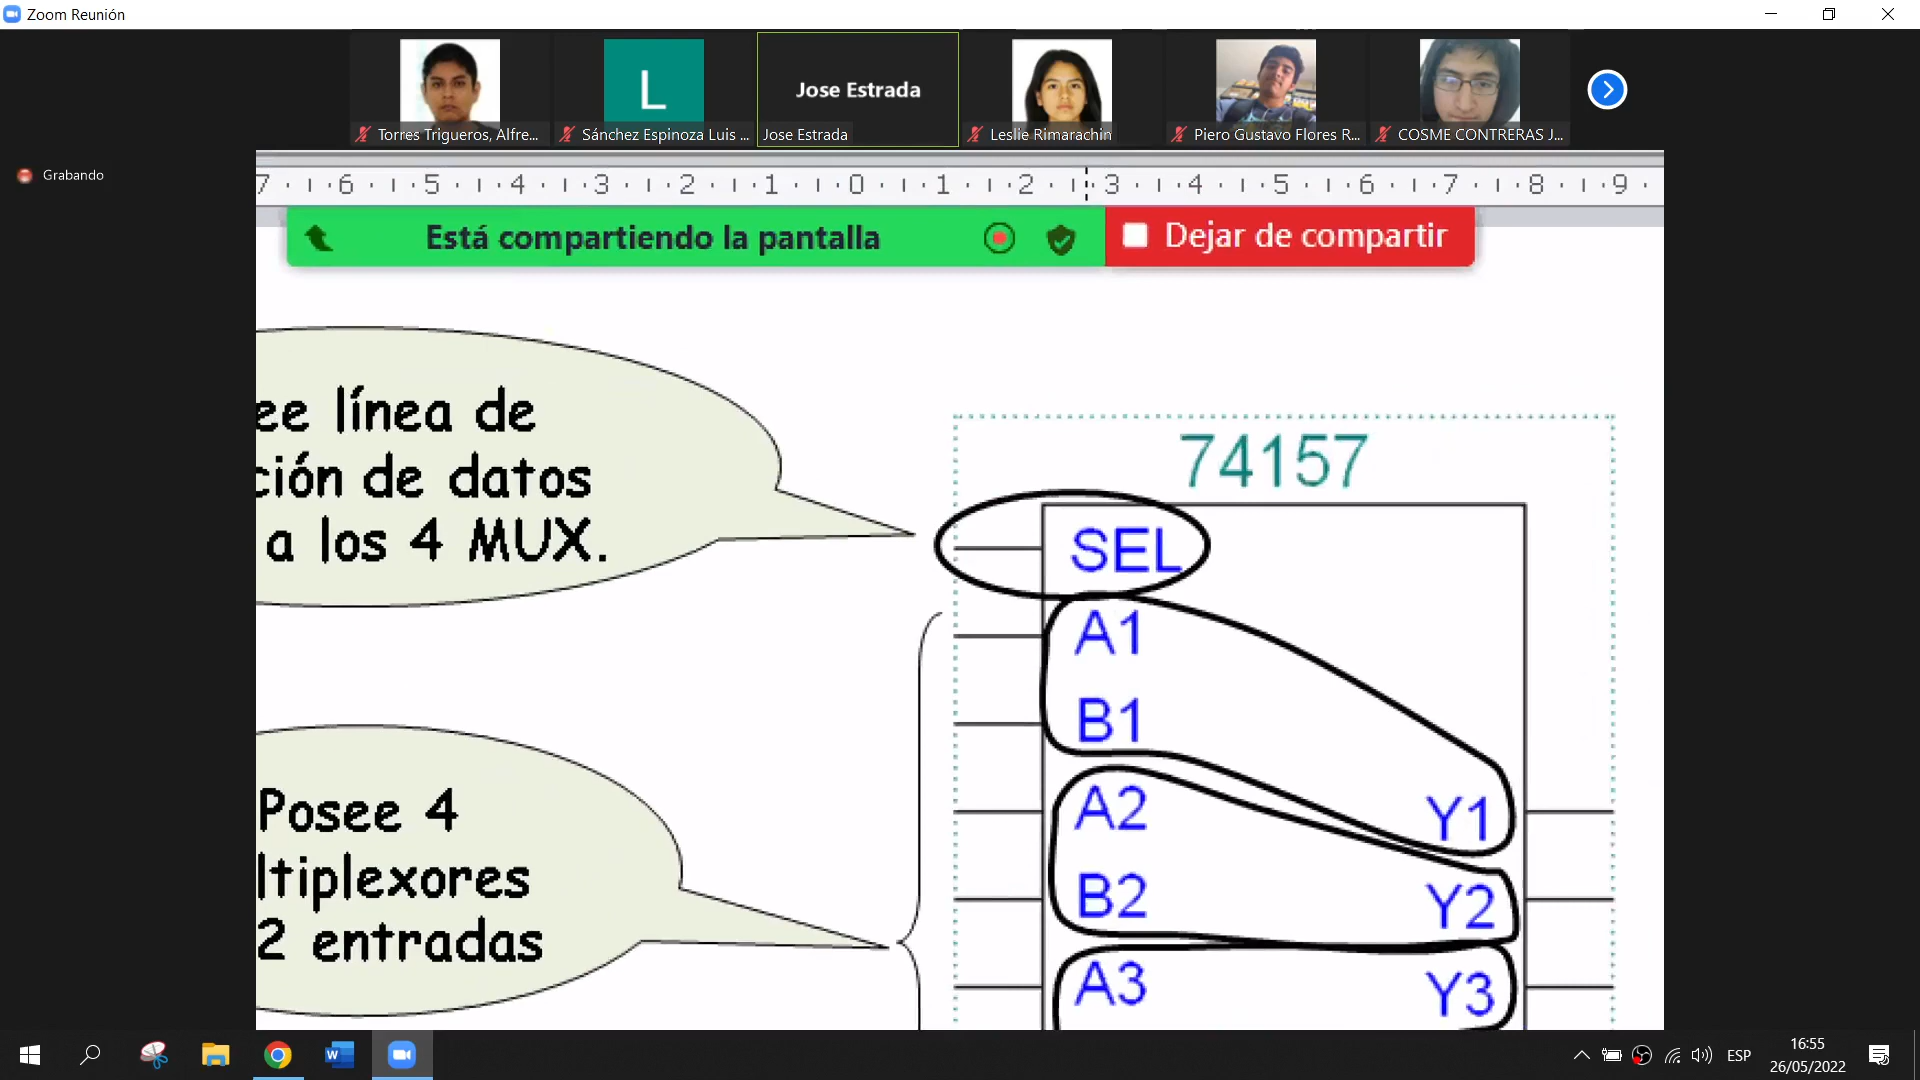 Zoom Reunión
L
Jose Estrada
Torres Trigueros, Alfre...
Sánchez Espinoza Luis ...
Jose Estrada
Leslie Rimarachin
Piero Gustavo Flores R...
COSME CONTRERAS J...
Grabando
7 6 5 4 3 2 1 0 1 2 3 4 5 6 7 8 9
Está compartiendo la pantalla
Dejar de compartir
ee línea de
ción de datos
a los 4 MUX.
74157
SEL
A1
B1
A2
Y1
B2
Y2
A3
Y3
Posee 4
ltiplexores
2 entradas
ESP
16:55
26/05/2022